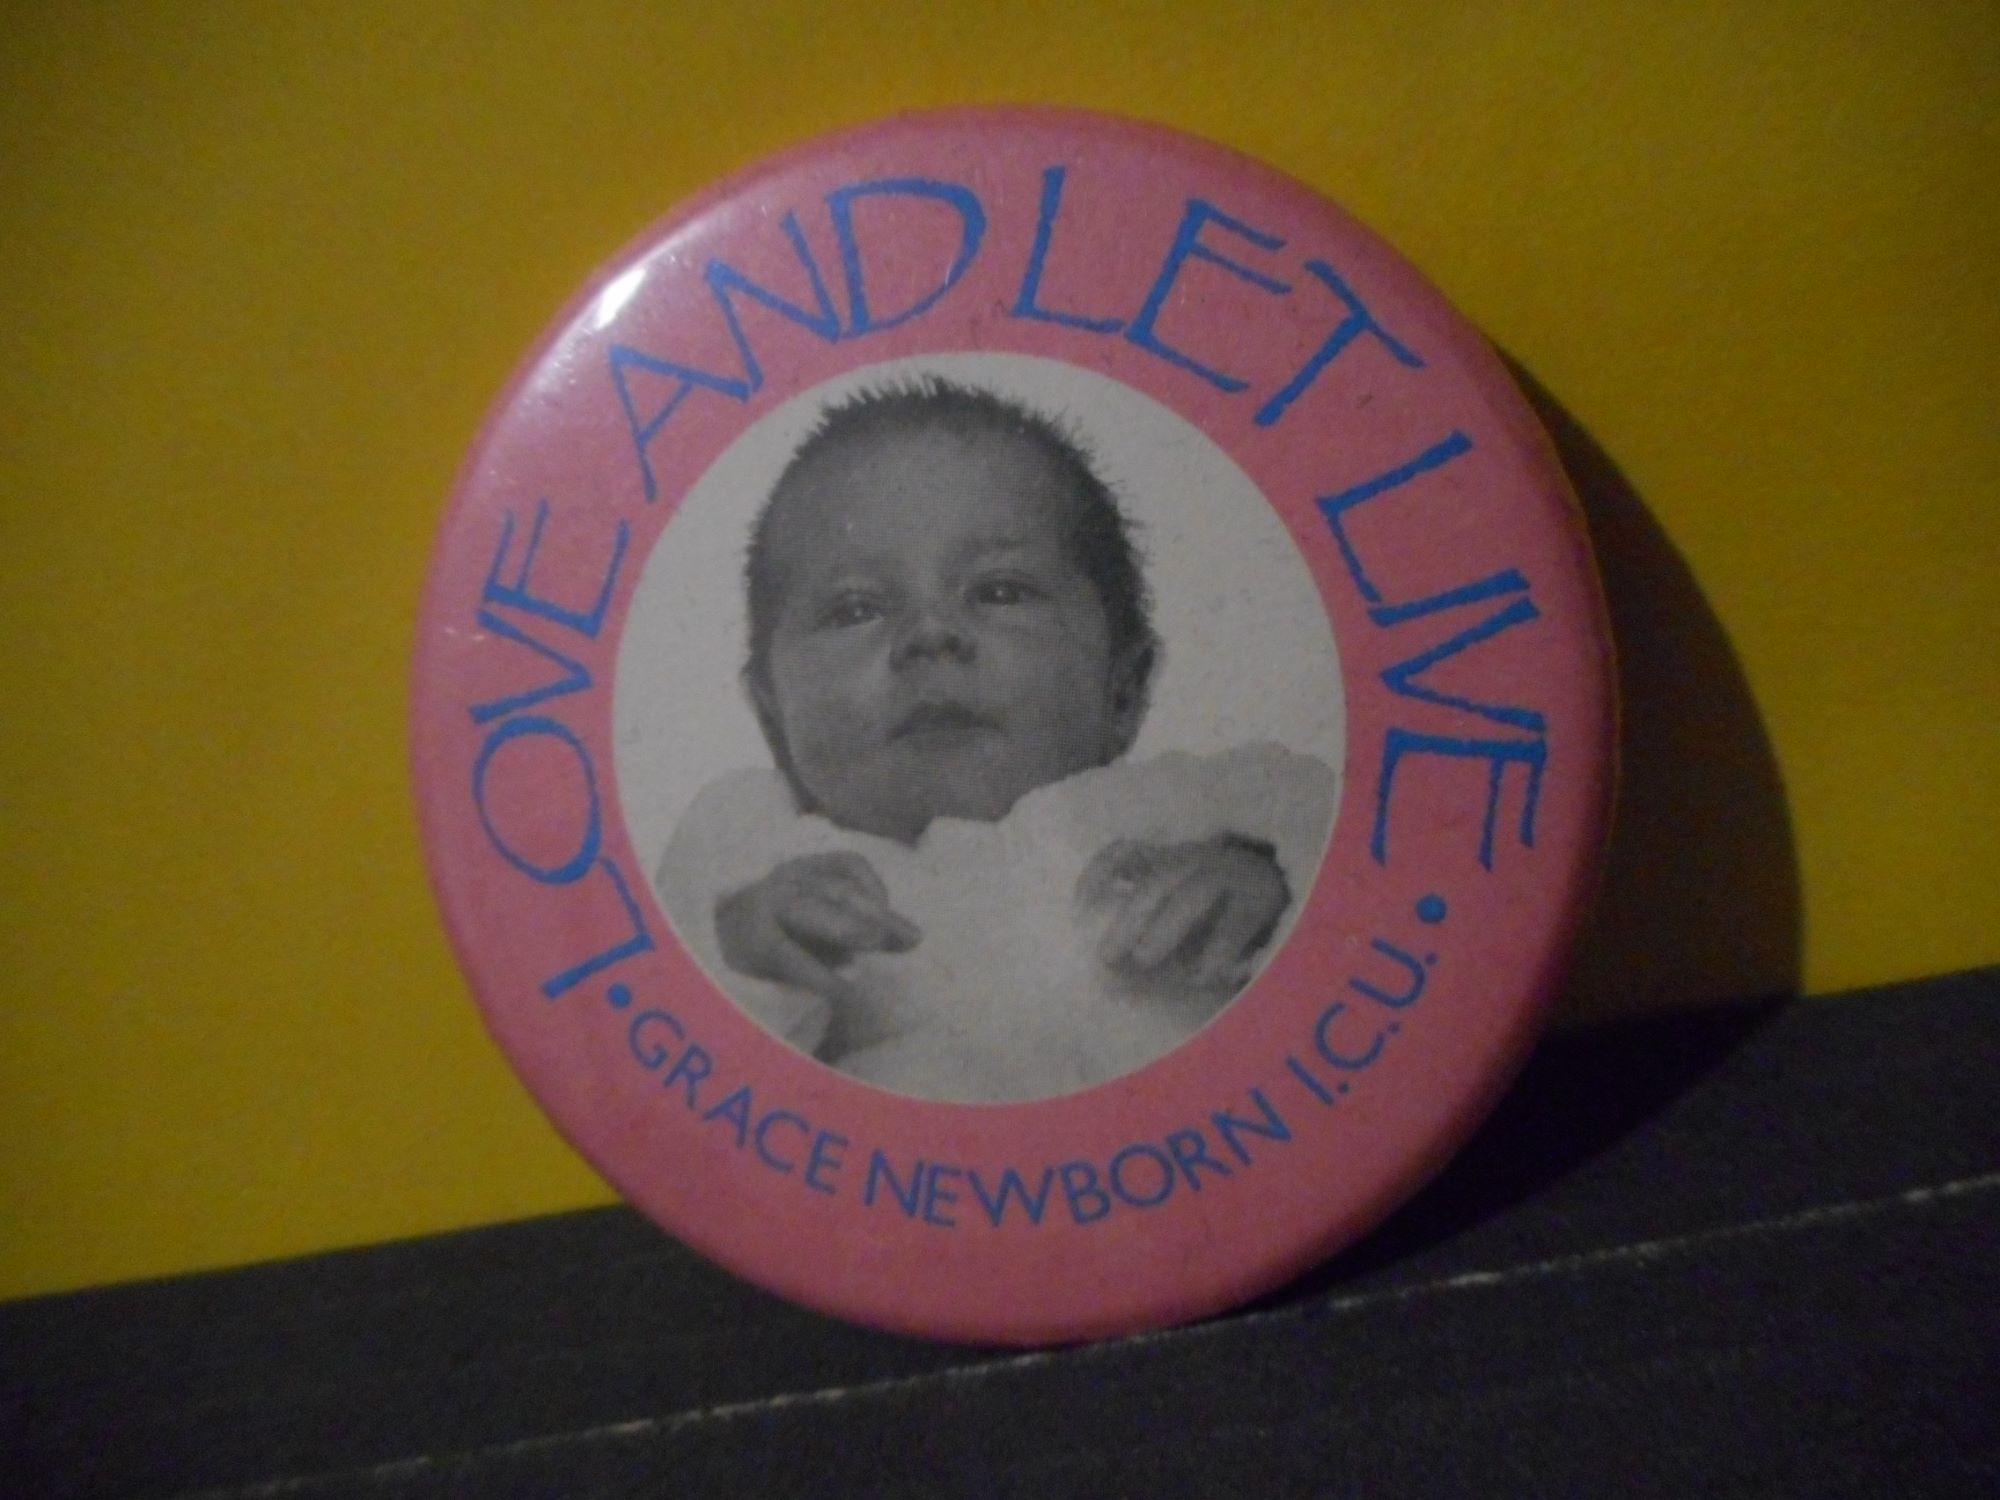 LOVE AND LET LIVE
• GRACE NEWBORN I.C.U. •